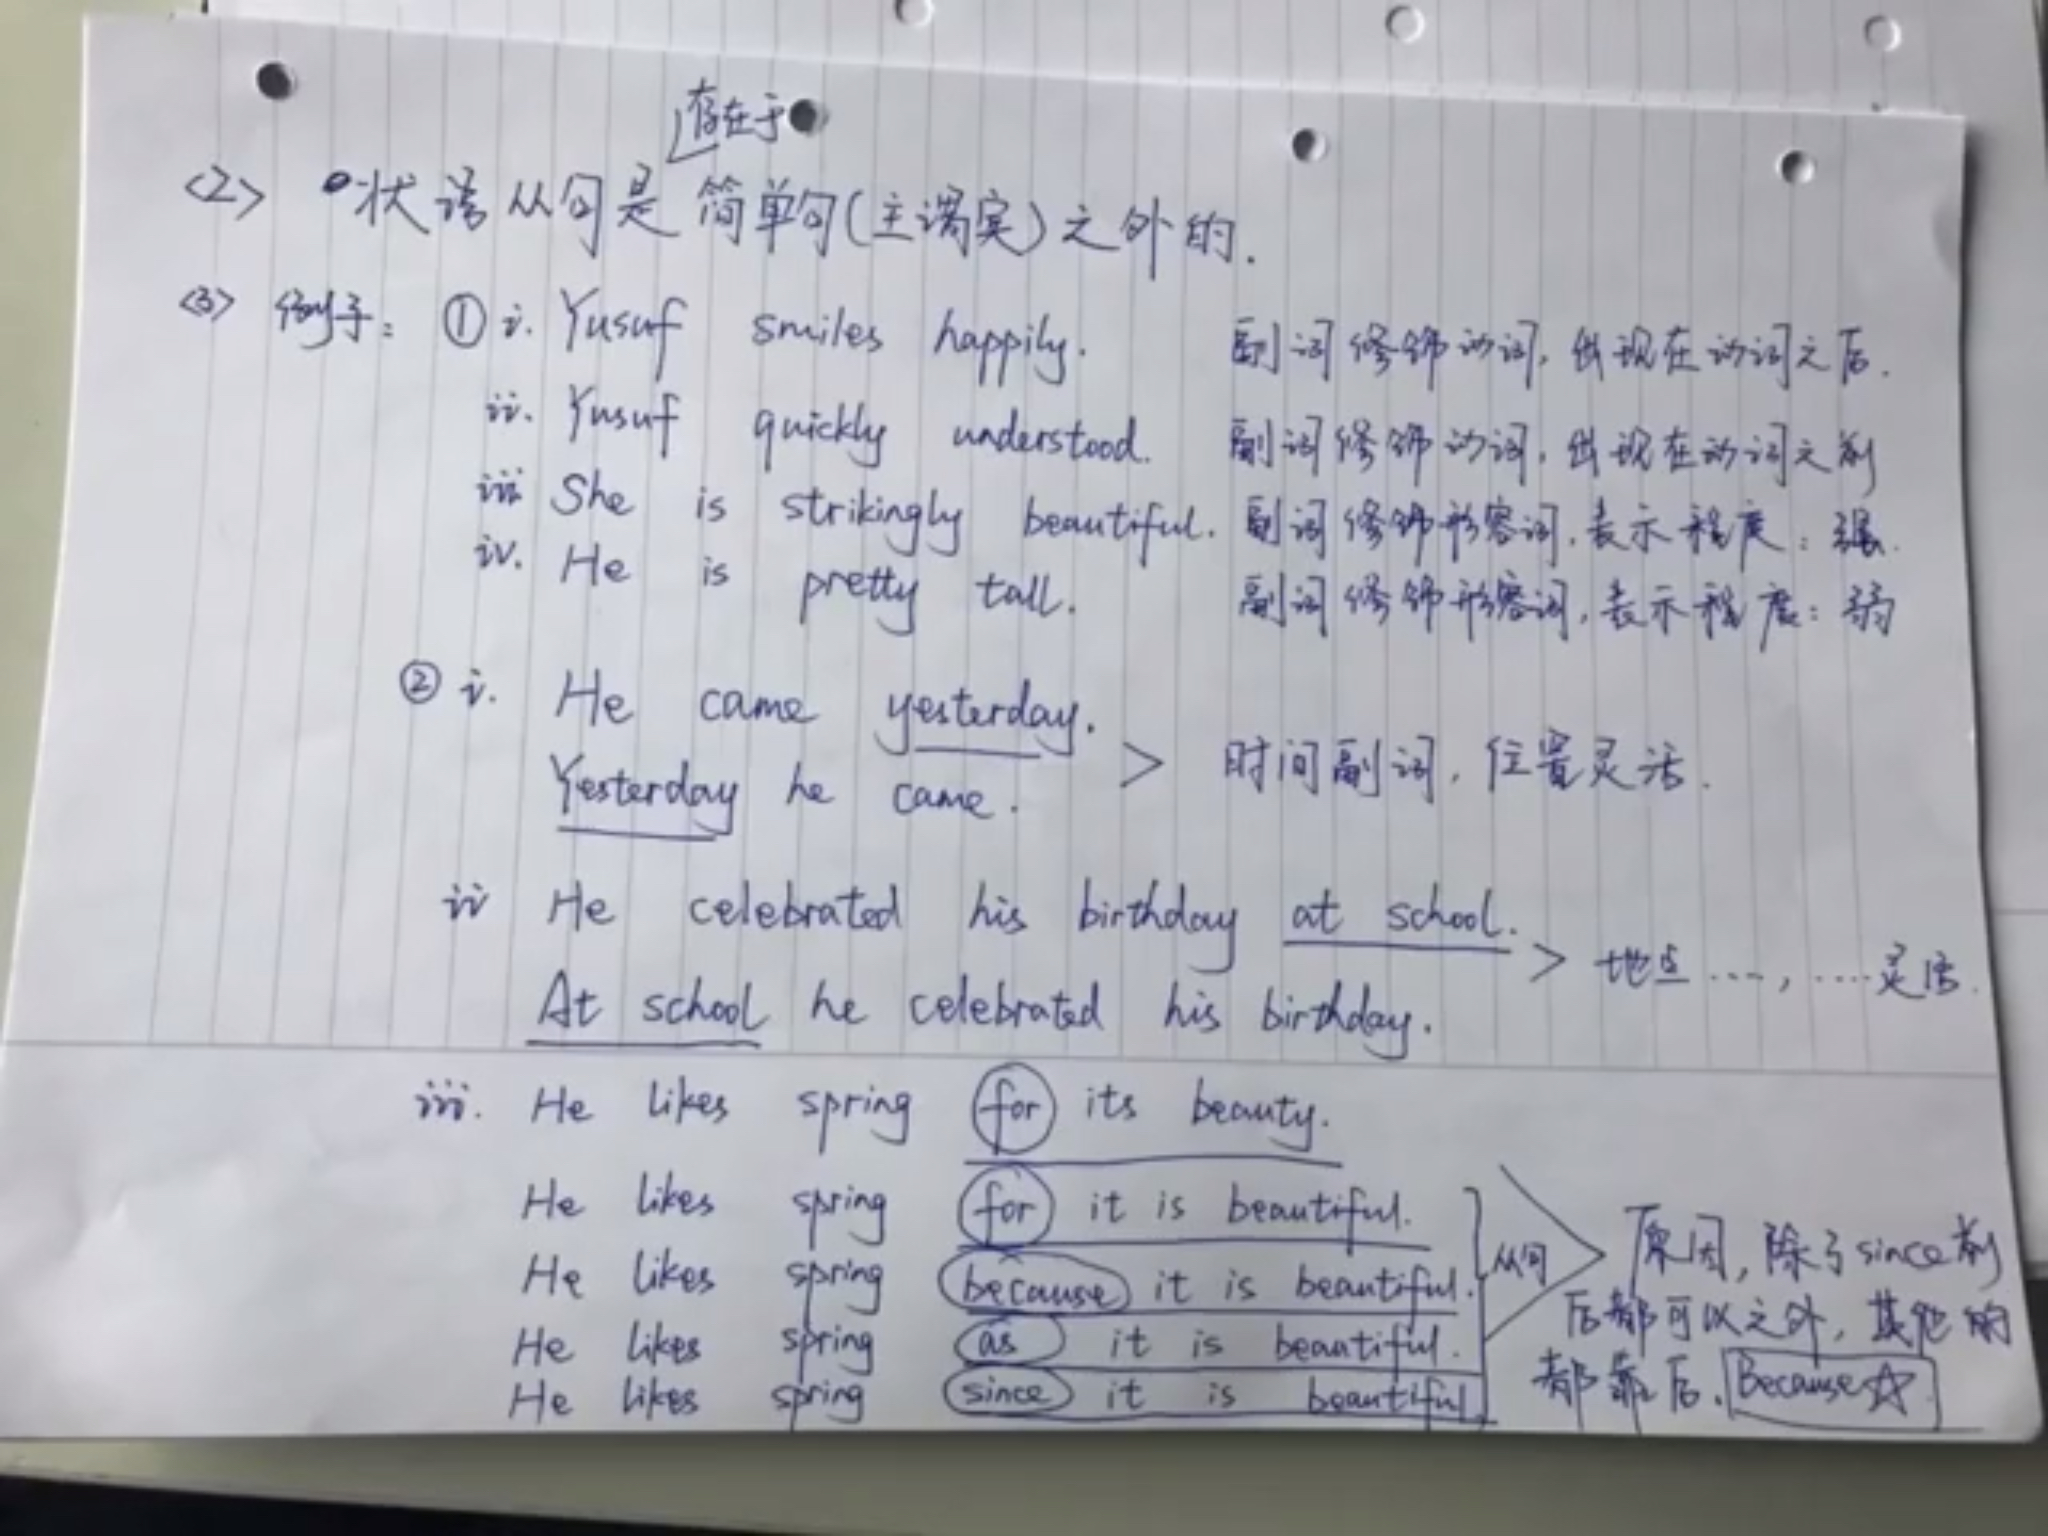 存在于
<2> 状语从句是 简单句(主谓宾)之外的.
<3> 例子: ① i. Yusuf smiles happily. 副词修饰动词, 出现在动词之后.
ii. Yusuf quickly understood. 副词修饰动词, 出现在动词之前
iii She is strikingly beautiful. 副词修饰形容词, 表示程度: 强.
iv. He is pretty tall. 副词修饰形容词, 表示程度: 弱
② i. He came yesterday.
Yesterday he came. > 时间副词, 位置灵活.
ii He celebrated his birthday at school.
> 地点 ...., ..... 灵活.
At school he celebrated his birthday.
iii. He likes spring for its beauty.
He likes spring for it is beautiful.
He likes spring because it is beautiful.
He likes spring as it is beautiful.
He likes spring since it is beautiful
从句
原因, 除了since前
后都可以之外, 其他的
都靠后. Because☆